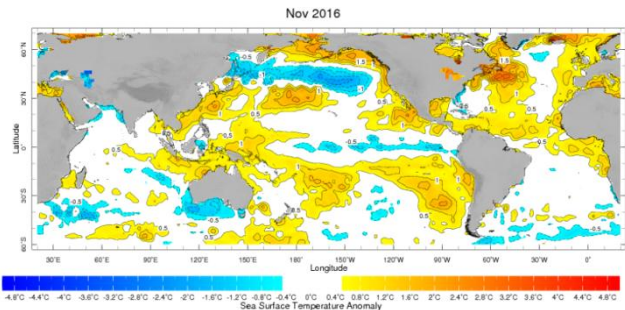 Nov 2016
60°N
30°N
0°
30°S
60°S
Latitude
30°E 60°E 90°E 120°E 150°E 180° 150°W 120°W 90°W 60°W 30°W 0°
Longitude
-4.8°C -4.4°C -4°C -3.6°C -3.2°C -2.8°C -2.4°C -2°C -1.6°C -1.2°C -0.8°C -0.4°C 0°C 0.4°C 0.8°C 1.2°C 1.6°C 2°C 2.4°C 2.8°C 3.2°C 3.6°C 4°C 4.4°C 4.8°C
Sea Surface Temperature Anomaly